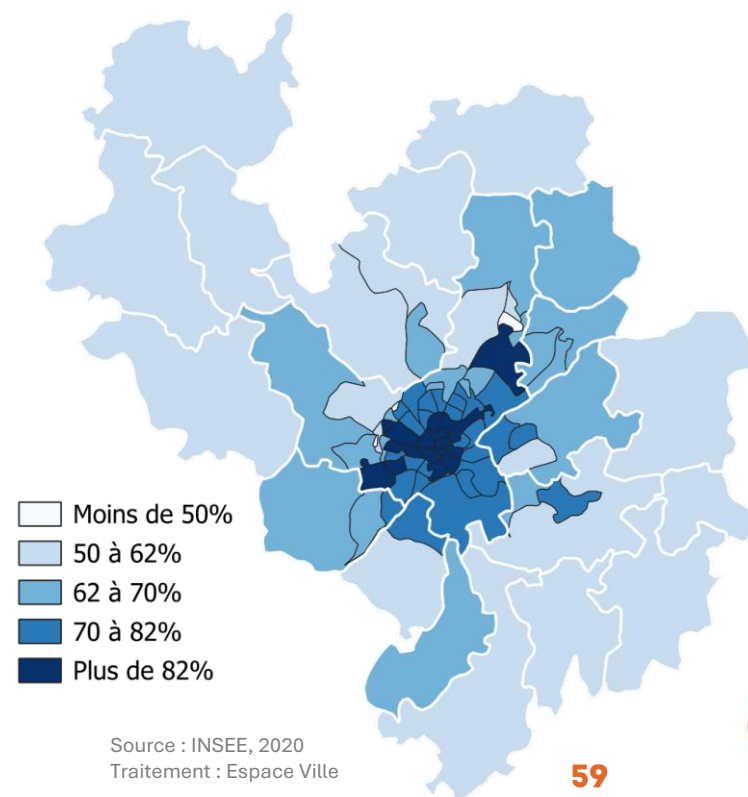 Moins de 50%
50 à 62%
62 à 70%
70 à 82%
Plus de 82%
Source : INSEE, 2020
Traitement : Espace Ville
59